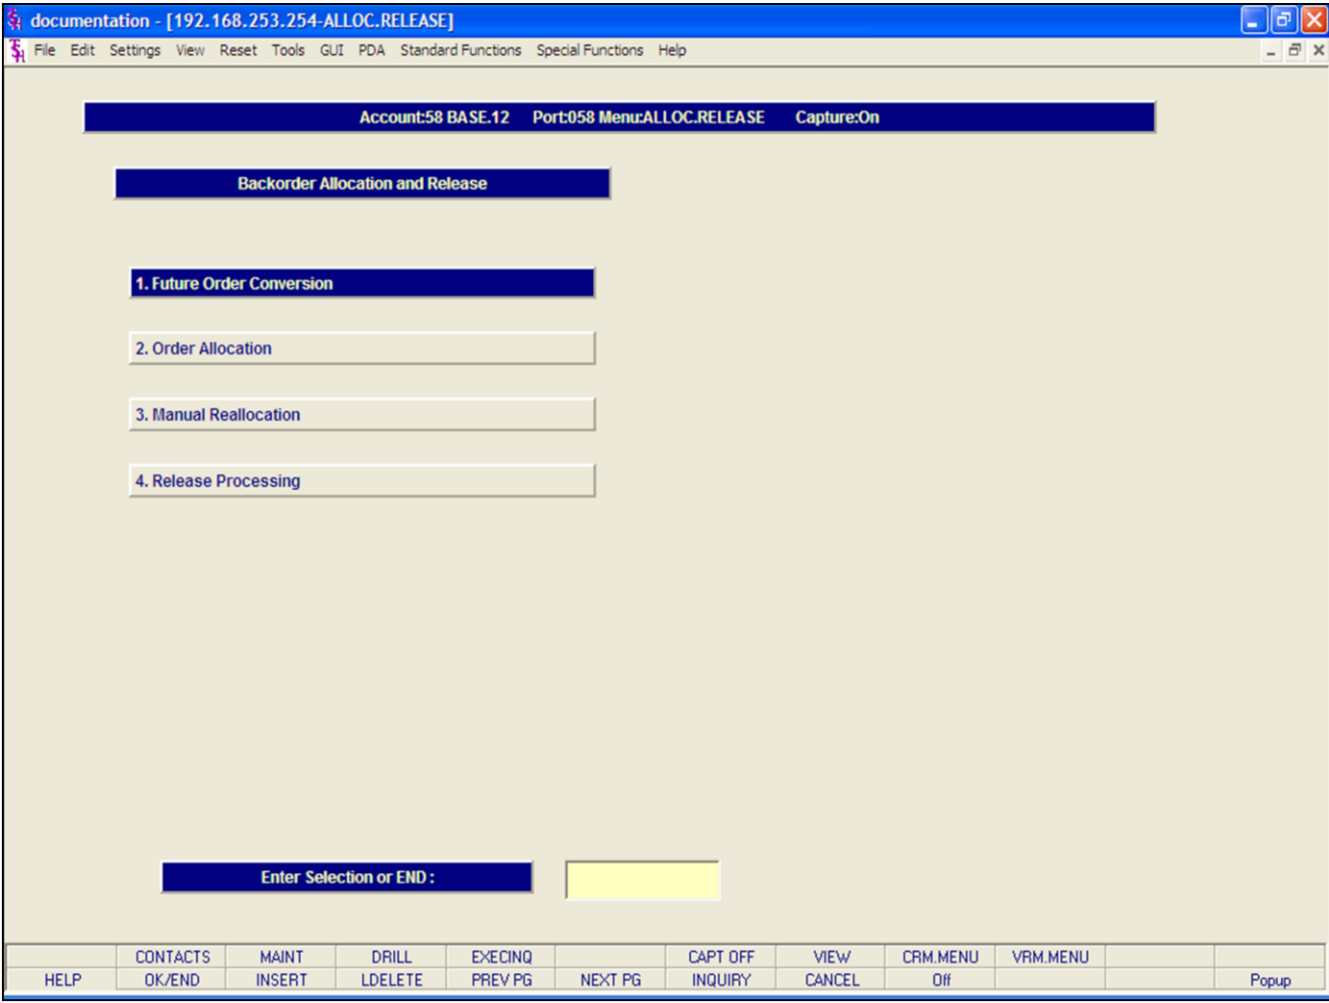 documentation - [192.168.253.254-ALLOC.RELEASE]
File Edit Settings View Reset Tools GUI PDA Standard Functions Special Functions Help
Account:58 BASE.12 Port:058 Menu:ALLOC.RELEASE Capture:On
Backorder Allocation and Release
1. Future Order Conversion
2. Order Allocation
3. Manual Reallocation
4. Release Processing
Enter Selection or END :
CONTACTS MAINT DRILL EXECINQ CAPT OFF VIEW CRM.MENU VRM.MENU
HELP OK/END INSERT LDELETE PREV PG NEXT PG INQUIRY CANCEL Off Popup